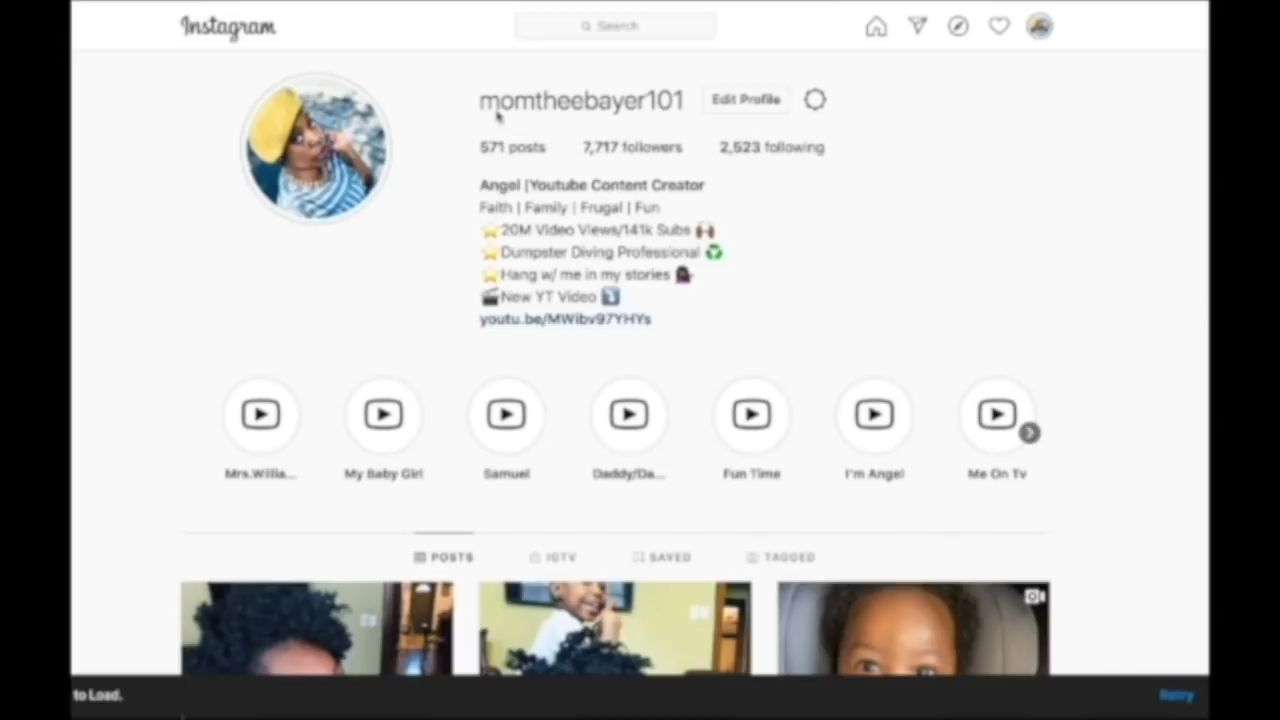 Instagram
Search
momtheebayer101
Edit Profile
571 posts 7,717 followers 2,523 following
Angel |Youtube Content Creator
Faith | Family | Frugal | Fun
⭐20M Video Views/141k Subs 🙌🏾
⭐Dumpster Diving Professional ♻️
⭐Hang w/ me in my stories 💁🏿‍♀️
🎬New YT Video ⤵️
youtu.be/MWibv97YHYs
Mrs.Willia... My Baby Girl Samuel Daddy/Da... Fun Time I'm Angel Me On Tv
POSTS IGTV SAVED TAGGED
to Load. Retry